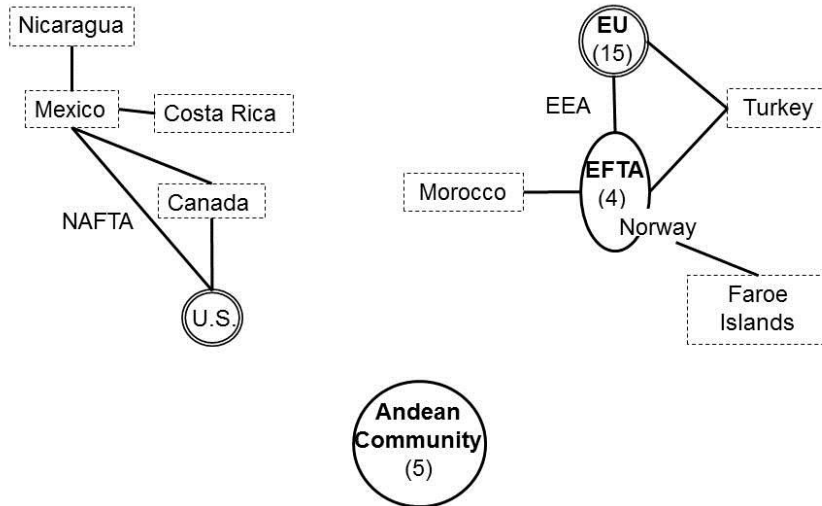 Nicaragua
Mexico
Costa Rica
Canada
NAFTA
U.S.
EU
(15)
EEA
Turkey
EFTA
(4)
Morocco
Norway
Faroe
Islands
Andean
Community
(5)